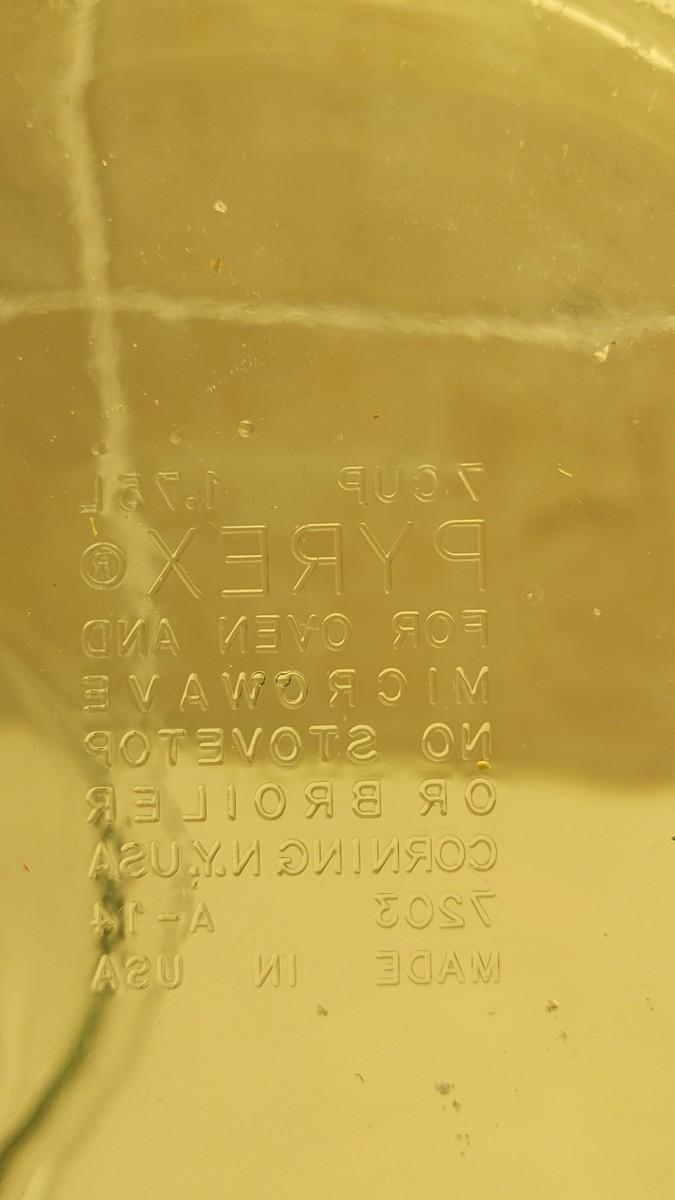 7 CUP 1.75L
PYREX®
FOR OVEN AND
MICROWAVE
NO STOVETOP
OR BROILER
CORNING N.Y. USA
7203 A-14
MADE IN USA